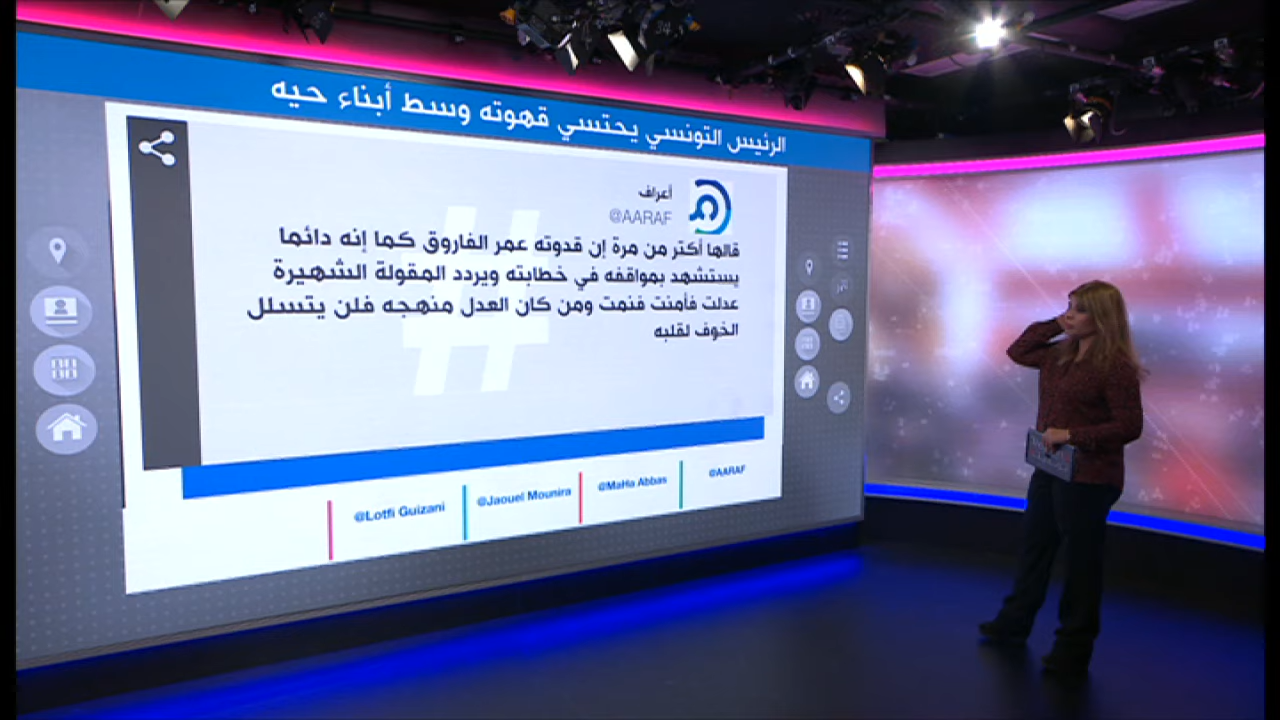 الرئيس التونسي يحتسي قهوته وسط أبناء حيه
أعراف
@AARAF
قالها أكتر من مرة إن قدوته عمر الفاروق كما إنه دائما
يستشهد بمواقفه في خطابته ويردد المقولة الشهيرة
عدلت فأمنت فنمت ومن كان العدل منهجه فلن يتسلل
الخوف لقلبه
@Lotfi Guizani
@Jaouel Mounira
@MaHa Abbas
@AARAF